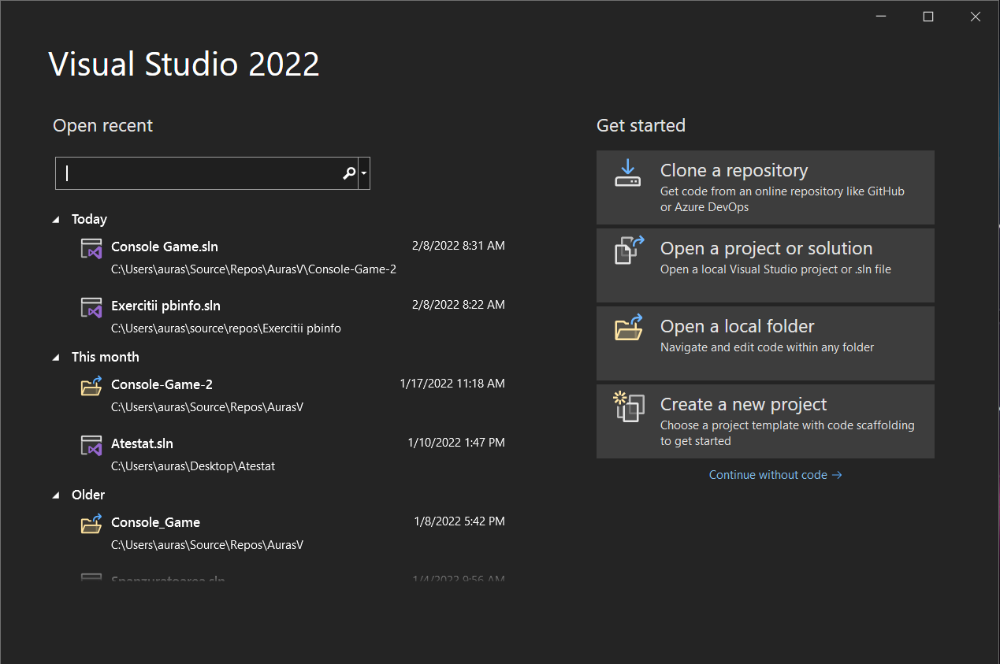 Visual Studio 2022
Open recent
Today
Console Game.sln 2/8/2022 8:31 AM
C:\Users\auras\Source\Repos\AurasV\Console-Game-2
Exercitii pbinfo.sln 2/8/2022 8:22 AM
C:\Users\auras\source\repos\Exercitii pbinfo
This month
Console-Game-2 1/17/2022 11:18 AM
C:\Users\auras\Source\Repos\AurasV
Atestat.sln 1/10/2022 1:47 PM
C:\Users\auras\Desktop\Atestat
Older
Console_Game 1/8/2022 5:42 PM
C:\Users\auras\Source\Repos\AurasV
Spanzuratoarea.sln 1/4/2022 9:56 AM
Get started
Clone a repository
Get code from an online repository like GitHub
or Azure DevOps
Open a project or solution
Open a local Visual Studio project or .sln file
Open a local folder
Navigate and edit code within any folder
Create a new project
Choose a project template with code scaffolding
to get started
Continue without code →